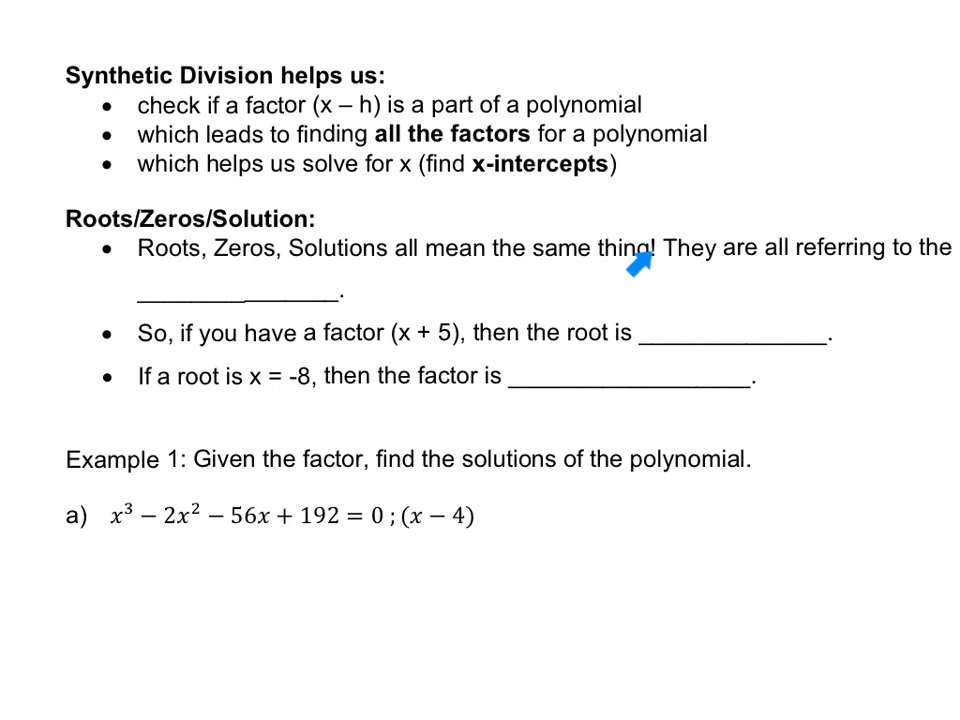 Synthetic Division helps us:
• check if a factor (x – h) is a part of a polynomial
• which leads to finding all the factors for a polynomial
• which helps us solve for x (find x-intercepts)
Roots/Zeros/Solution:
• Roots, Zeros, Solutions all mean the same thing! They are all referring to the
_______________.
• So, if you have a factor (x + 5), then the root is ______________.
• If a root is x = -8, then the factor is __________________.
Example 1: Given the factor, find the solutions of the polynomial.
a) x³ – 2x² – 56x + 192 = 0 ; (x – 4)